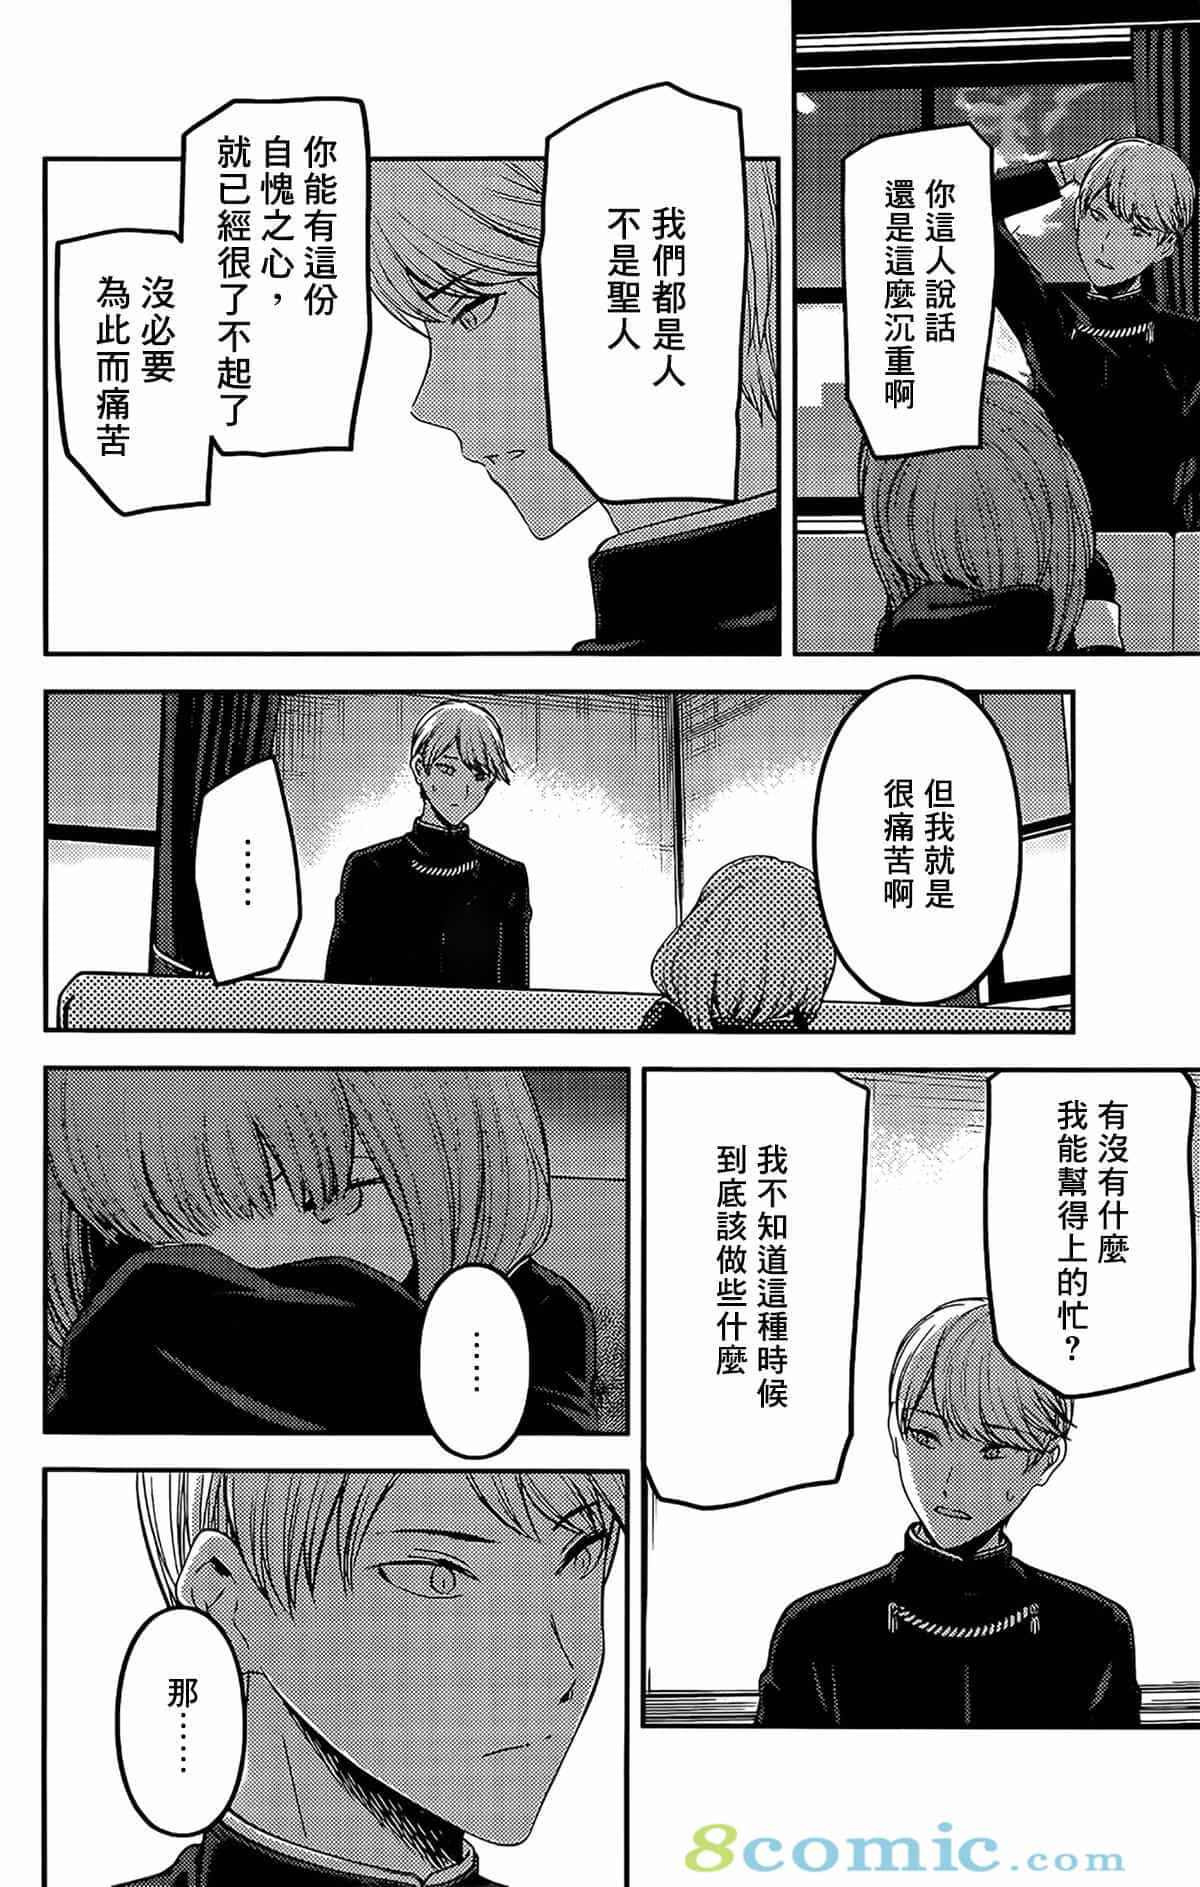 你這人說話
還是這麼沉重啊
我們都是人
不是聖人
你能有這份
自愧之心，
就已經很了不起了
沒必要
為此而痛苦
但我就是
很痛苦啊
……
有沒有什麼
我能幫得上的忙?
我不知道這種時候
到底該做些什麼
……
那……
8comic.com